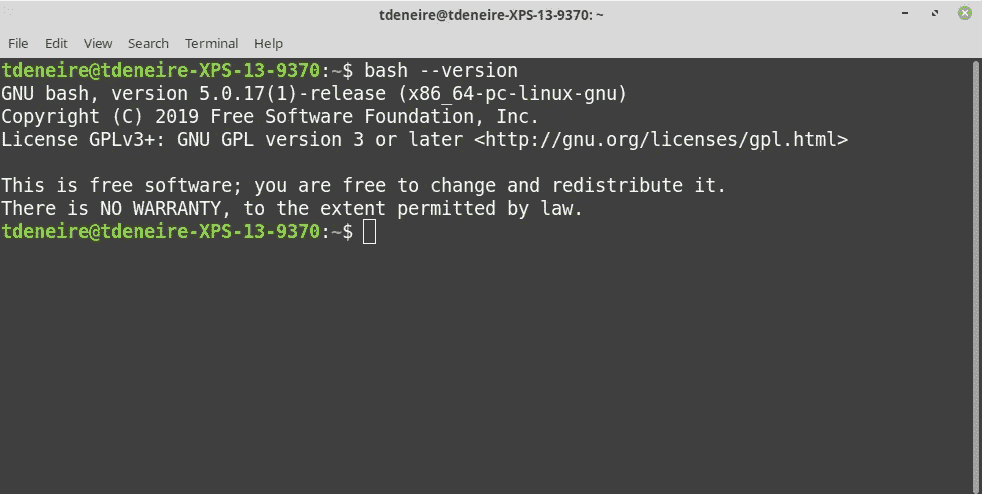 tdeneire@tdeneire-XPS-13-9370: ~
File Edit View Search Terminal Help
tdeneire@tdeneire-XPS-13-9370:~$ bash --version
GNU bash, version 5.0.17(1)-release (x86_64-pc-linux-gnu)
Copyright (C) 2019 Free Software Foundation, Inc.
License GPLv3+: GNU GPL version 3 or later <http://gnu.org/licenses/gpl.html>

This is free software; you are free to change and redistribute it.
There is NO WARRANTY, to the extent permitted by law.
tdeneire@tdeneire-XPS-13-9370:~$